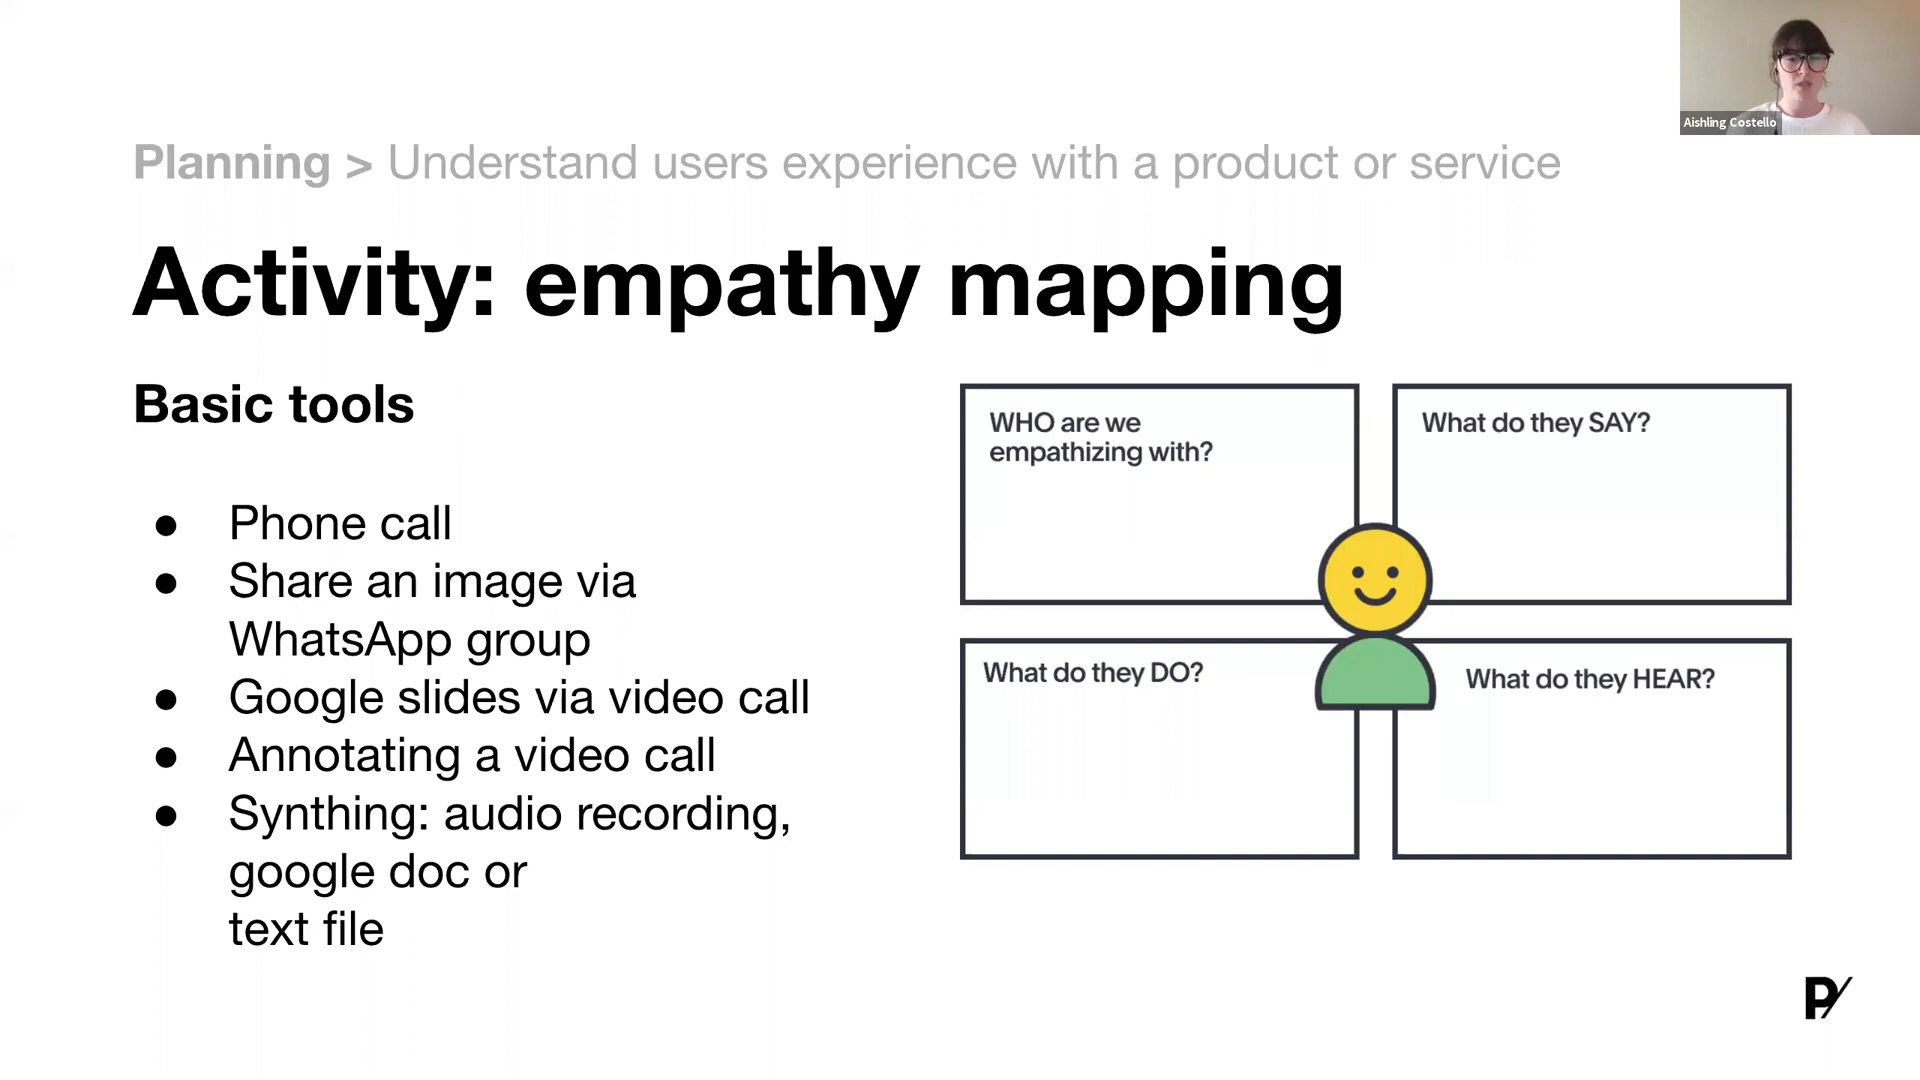 Aishling Costello
Planning > Understand users experience with a product or service
Activity: empathy mapping
Basic tools
● Phone call
● Share an image via
WhatsApp group
● Google slides via video call
● Annotating a video call
● Synthing: audio recording,
google doc or
text file
WHO are we
empathizing with?
What do they SAY?
What do they DO?
What do they HEAR?
P/